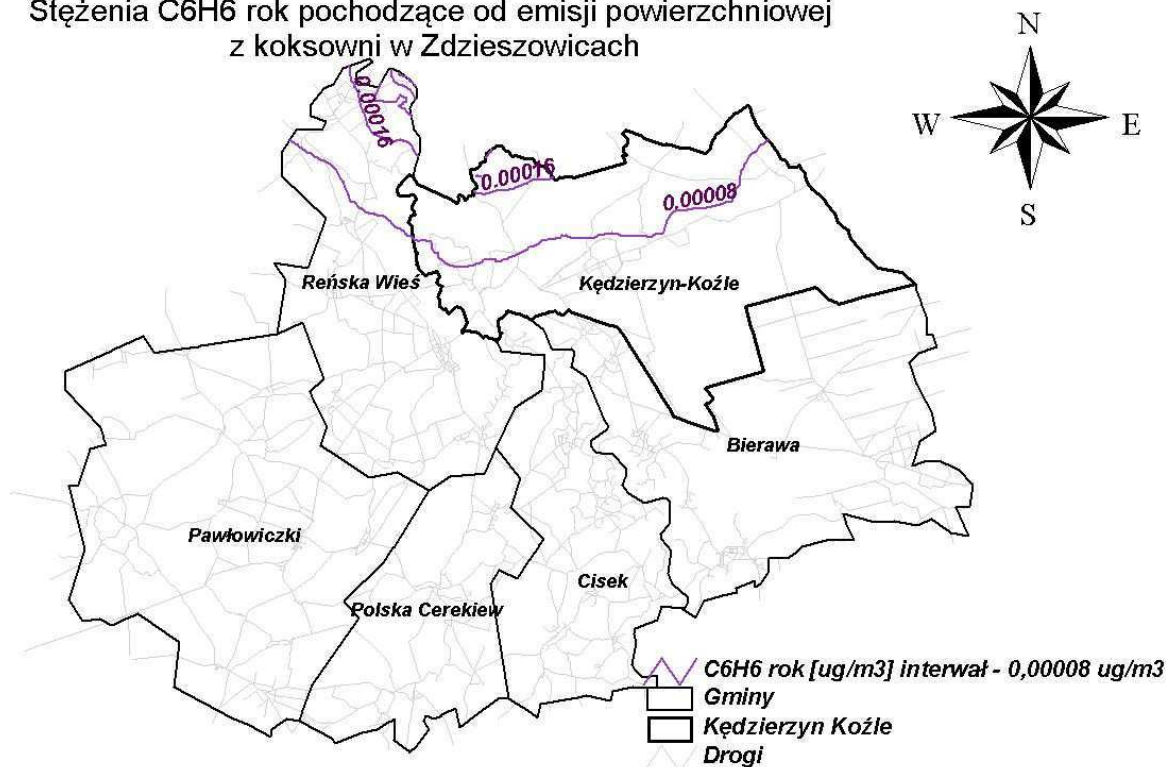 Stężenia C6H6 rok pochodzące od emisji powierzchniowej
z koksowni w Zdzieszowicach
N
W
E
S
0.00016
0.00016
0.00008
Reńska Wieś
Kędzierzyn-Koźle
Bierawa
Pawłowiczki
Cisek
Polska Cerekiew
C6H6 rok [ug/m3] interwał - 0,00008 ug/m3
Gminy
Kędzierzyn Koźle
Drogi